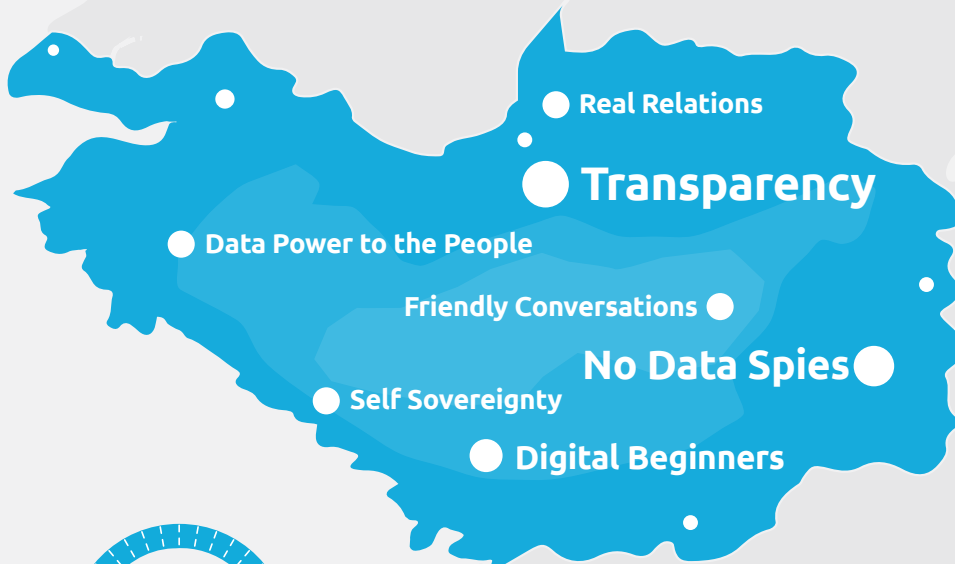 Real Relations
Transparency
Data Power to the People
Friendly Conversations
No Data Spies
Self Sovereignty
Digital Beginners